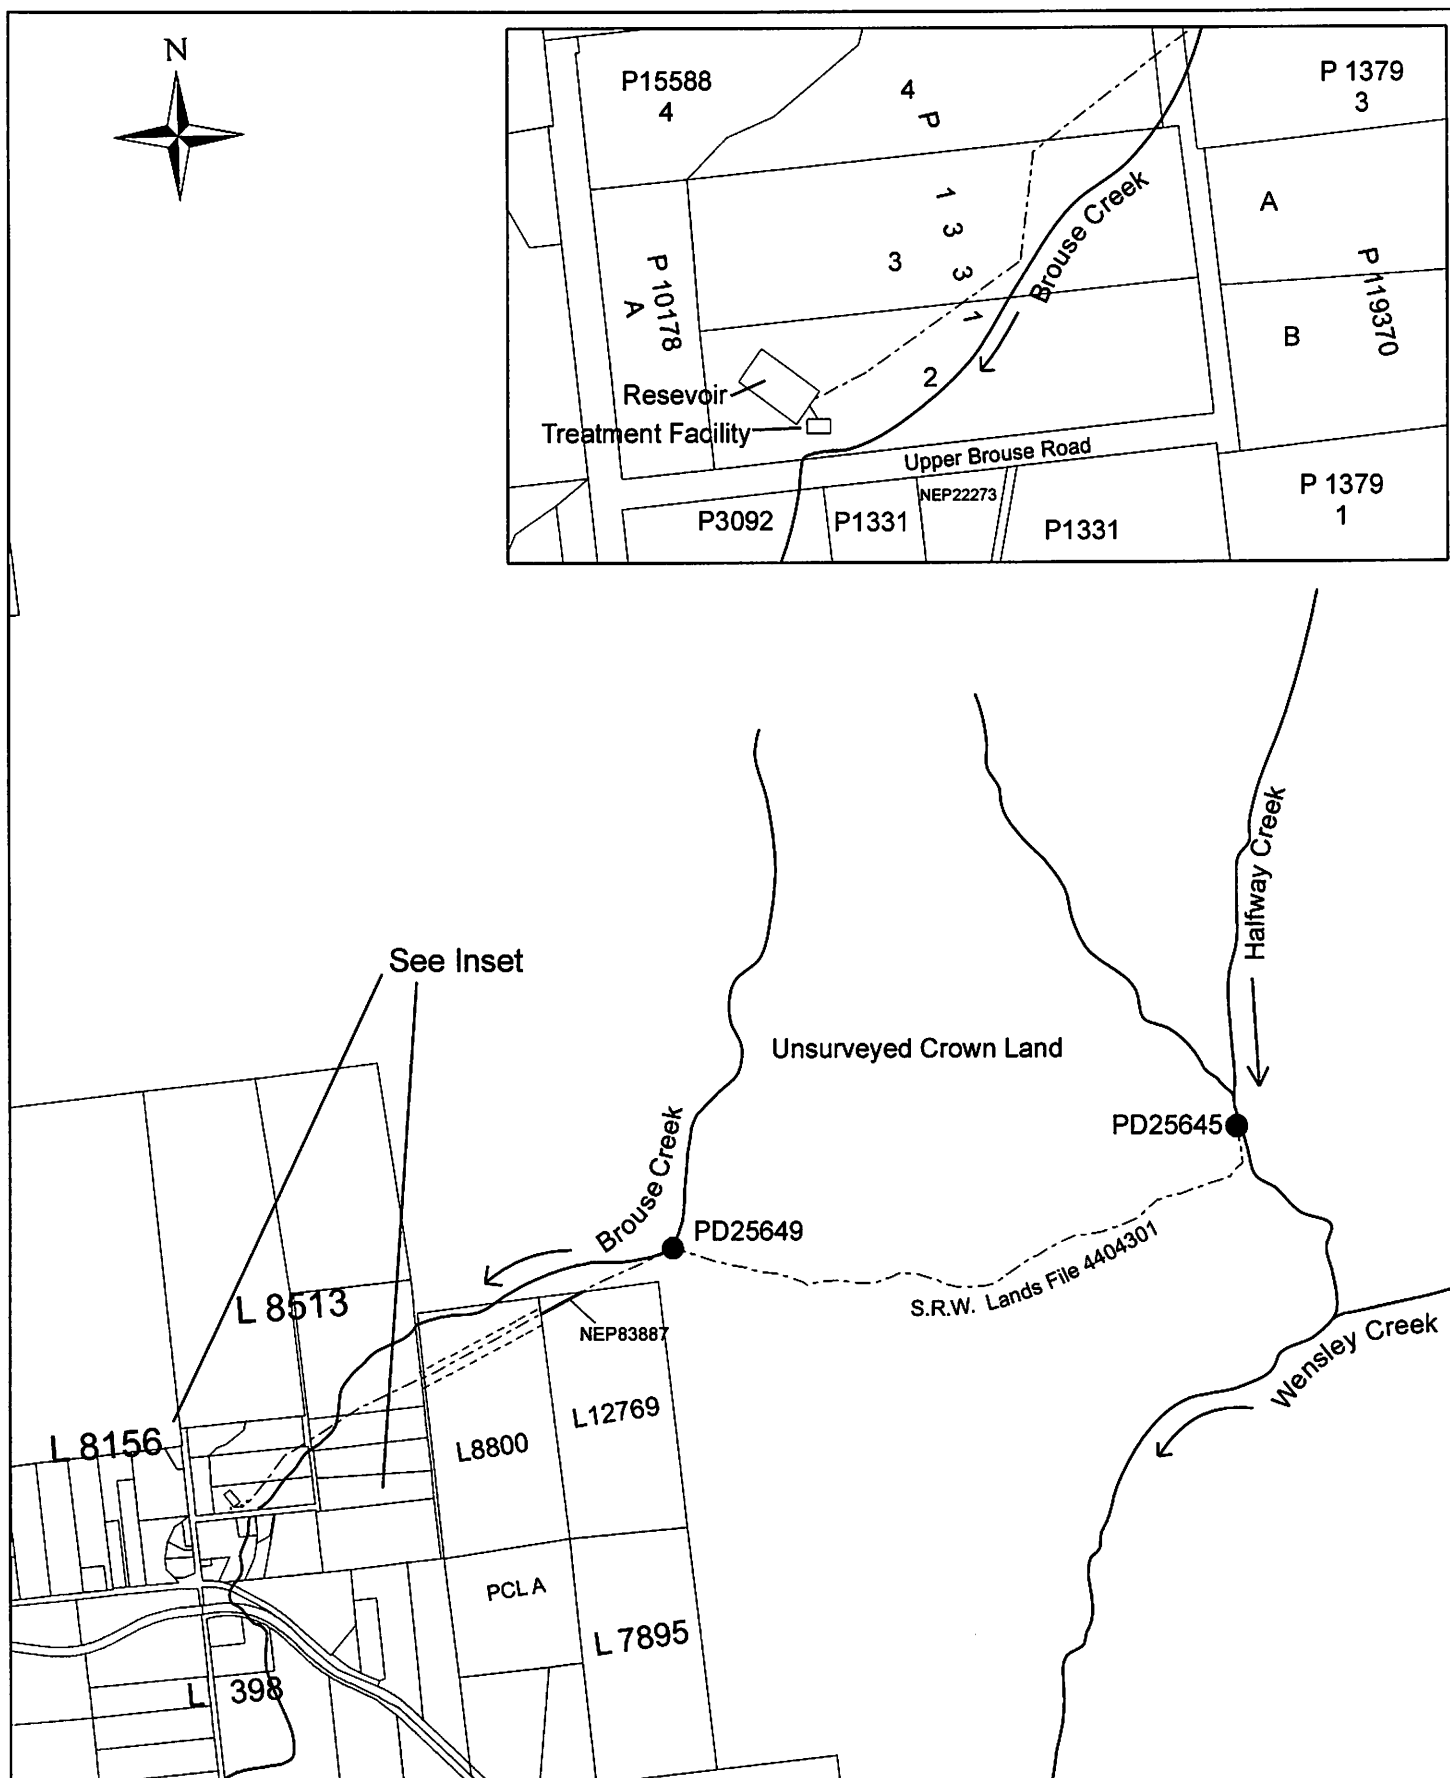 N
P15588
4
4
P
1
3
3
1
P 1379
3
A
P 119370
B
3
P 10178
A
Brouse Creek
2
Resevoir
Treatment Facility
Upper Brouse Road
P3092
P1331
NEP22273
P1331
P 1379
1
Halfway Creek
See Inset
Unsurveyed Crown Land
PD25645
Brouse Creek
PD25649
S.R.W. Lands File 4404301
L 8513
NEP83887
Wensley Creek
L12769
L 8156
L8800
PCL A
L 7895
L 398